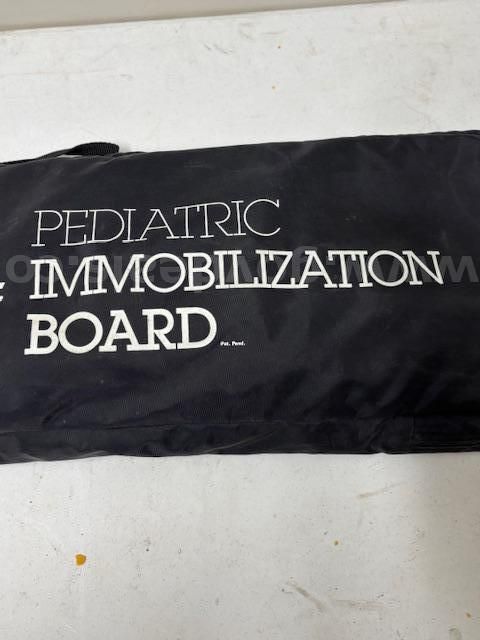 PEDIATRIC
IMMOBILIZATION
BOARD
Pat. Pend.